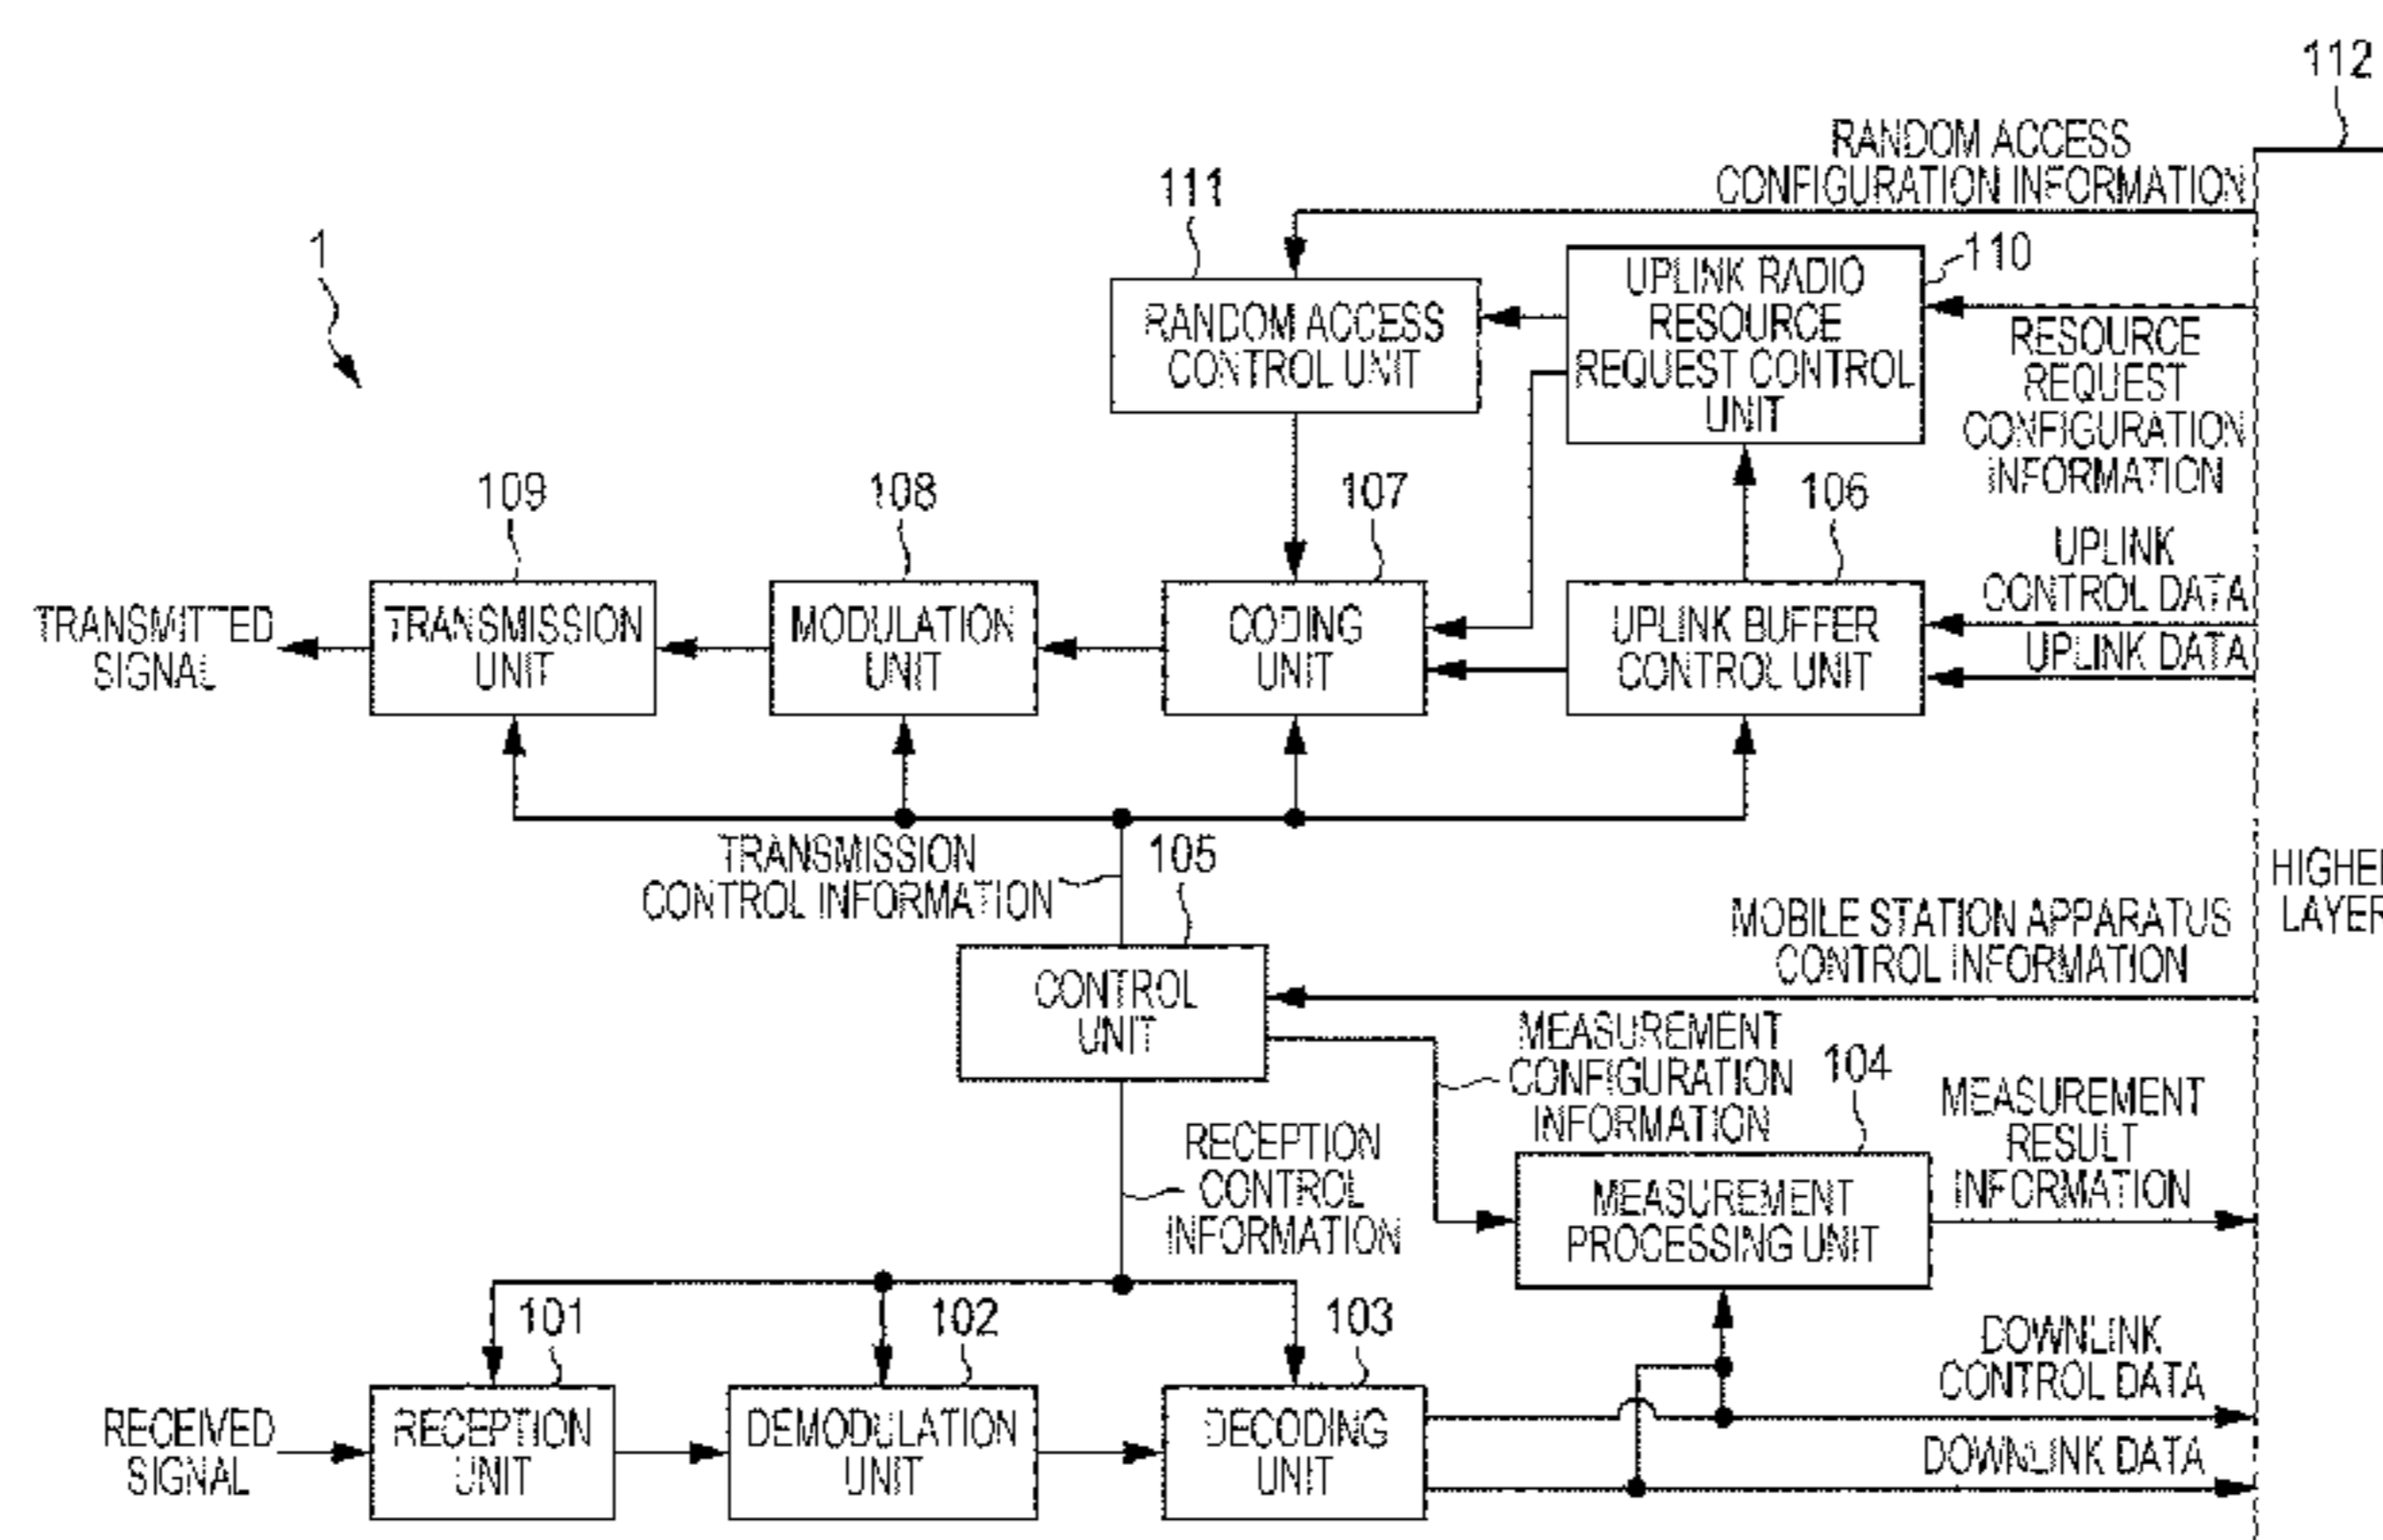 112
RANDOM ACCESS
CONFIGURATION INFORMATION
111
1
110
UPLINK RADIO
RESOURCE
REQUEST CONTROL
UNIT
RANDOM ACCESS
CONTROL UNIT
RESOURCE
REQUEST
CONFIGURATION
INFORMATION
109
108
107
106
UPLINK
CONTROL DATA
UPLINK DATA
TRANSMITTED
SIGNAL
TRANSMISSION
UNIT
MODULATION
UNIT
CODING
UNIT
UPLINK BUFFER
CONTROL UNIT
TRANSMISSION
CONTROL INFORMATION
105
HIGHER
LAYER
MOBILE STATION APPARATUS
CONTROL INFORMATION
CONTROL
UNIT
MEASUREMENT
CONFIGURATION
INFORMATION
104
MEASUREMENT
RESULT
INFORMATION
RECEPTION
CONTROL
INFORMATION
MEASUREMENT
PROCESSING UNIT
101
102
103
DOWNLINK
CONTROL DATA
RECEIVED
SIGNAL
RECEPTION
UNIT
DEMODULATION
UNIT
DECODING
UNIT
DOWNLINK DATA